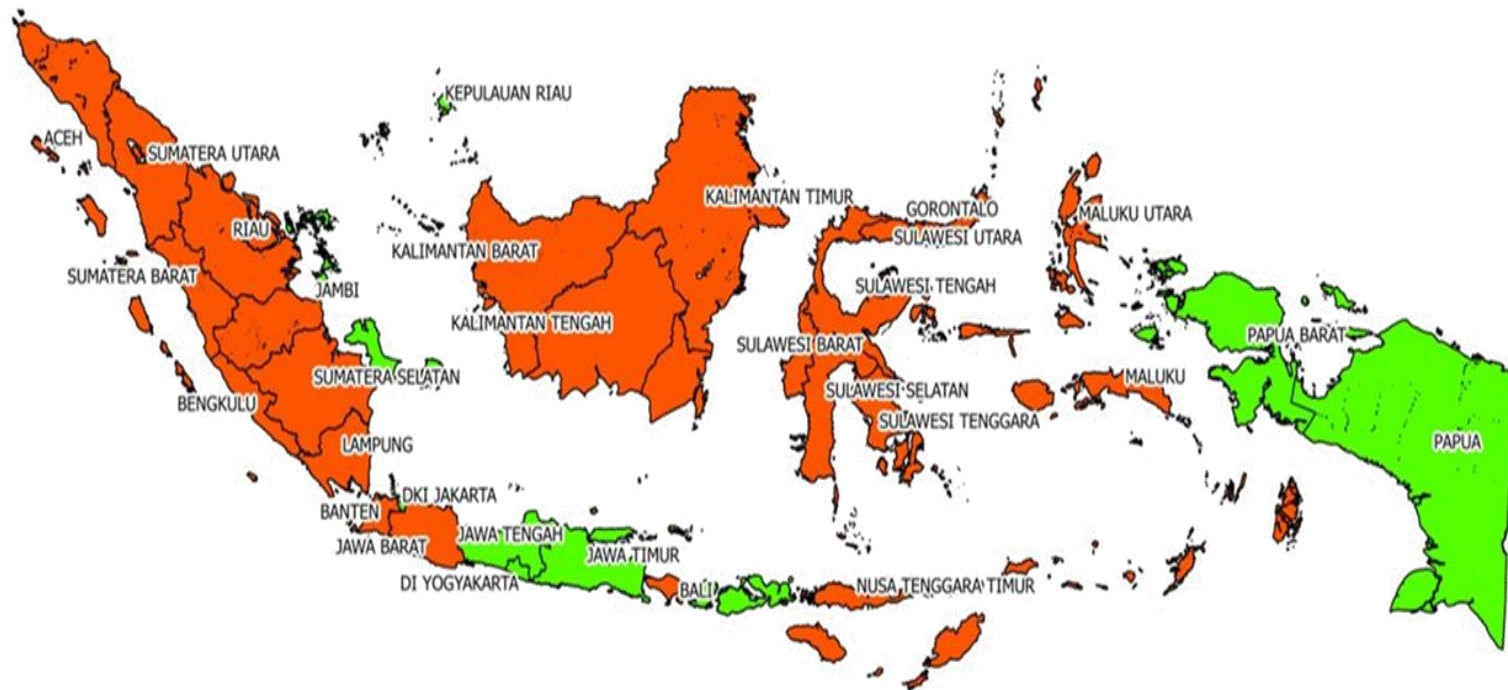 KEPULAUAN RIAU
ACEH
SUMATERA UTARA
KALIMANTAN TIMUR
GORONTALO
MALUKU UTARA
RIAU
SULAWESI UTARA
KALIMANTAN BARAT
SUMATERA BARAT
JAMBI
SULAWESI TENGAH
KALIMANTAN TENGAH
PAPUA BARAT
SULAWESI BARAT
SUMATERA SELATAN
MALUKU
SULAWESI SELATAN
BENGKULU
SULAWESI TENGGARA
LAMPUNG
PAPUA
DKI JAKARTA
BANTEN
JAWA TENGAH
JAWA BARAT
JAWA TIMUR
DI YOGYAKARTA
BALI
NUSA TENGGARA TIMUR